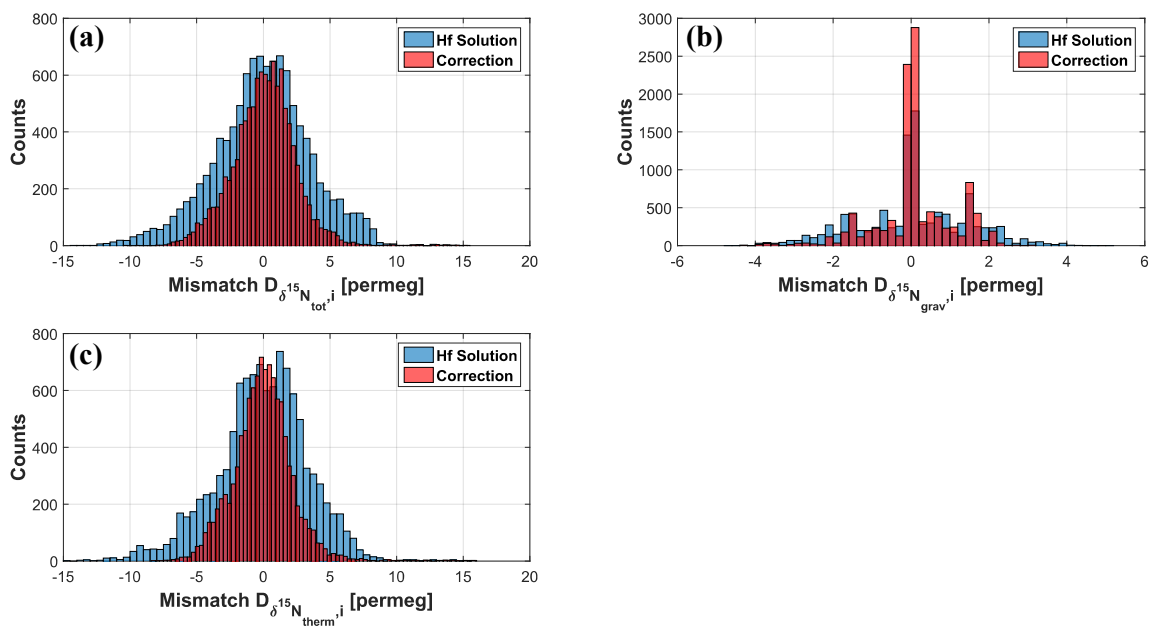 (a)
800
600
400
200
0
Counts
-15 -10 -5 0 5 10 15 20
Mismatch D δ15Ntot,i [permeg]
Hf Solution
Correction
(b)
3000
2500
2000
1500
1000
500
0
Counts
-6 -4 -2 0 2 4 6
Mismatch D δ15Ngrav,i [permeg]
Hf Solution
Correction
(c)
800
600
400
200
0
Counts
-15 -10 -5 0 5 10 15 20
Mismatch D δ15Ntherm,i [permeg]
Hf Solution
Correction